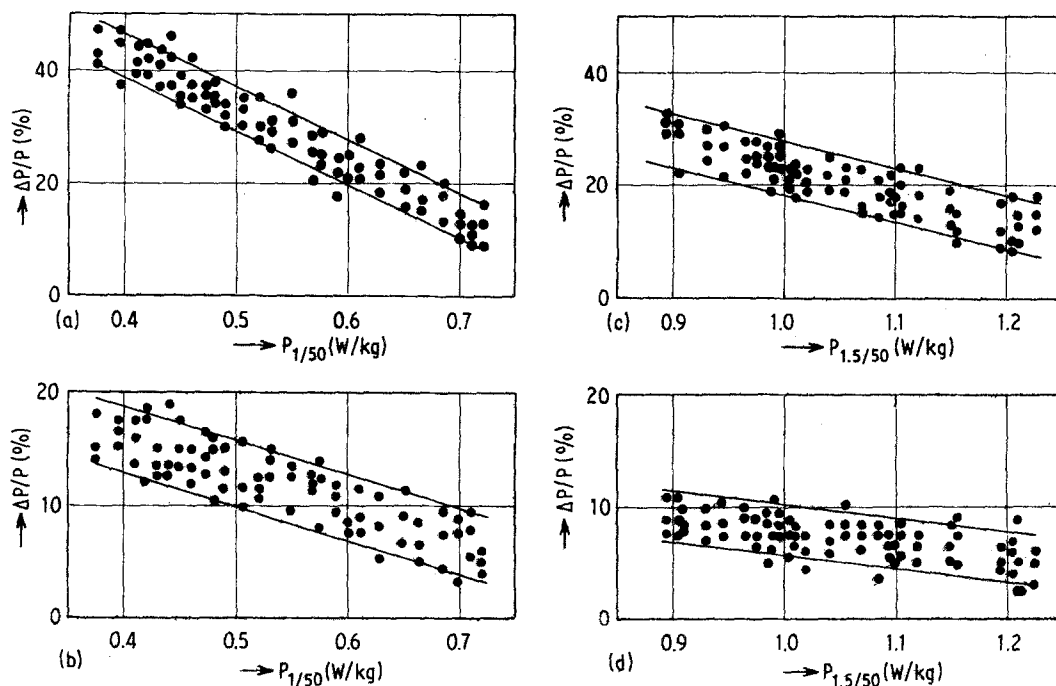 40
20
0
ΔP/P (%)
(a)
0.4 0.5 0.6 0.7
P1/50 (W/kg)
40
20
0
ΔP/P (%)
(c)
0.9 1.0 1.1 1.2
P1.5/50 (W/kg)
20
10
0
ΔP/P (%)
(b)
0.4 0.5 0.6 0.7
P1/50 (W/kg)
20
10
0
ΔP/P (%)
(d)
0.9 1.0 1.1 1.2
P1.5/50 (W/kg)